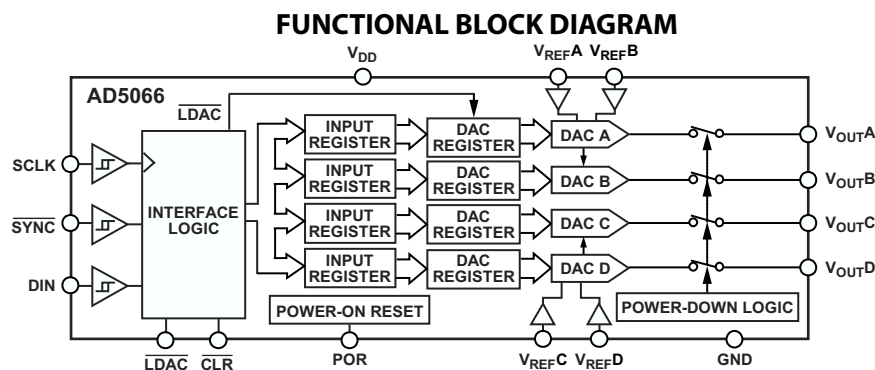 FUNCTIONAL BLOCK DIAGRAM
VDD
VREFA VREFB
AD5066
LDAC
INPUT
REGISTER
DAC
REGISTER
DAC A
VOUTA
SCLK
INPUT
REGISTER
DAC
REGISTER
DAC B
VOUTB
SYNC
INTERFACE
LOGIC
INPUT
REGISTER
DAC
REGISTER
DAC C
VOUTC
DIN
INPUT
REGISTER
DAC
REGISTER
DAC D
VOUTD
POWER-ON RESET
POWER-DOWN LOGIC
LDAC CLR
POR
VREFC VREFD
GND